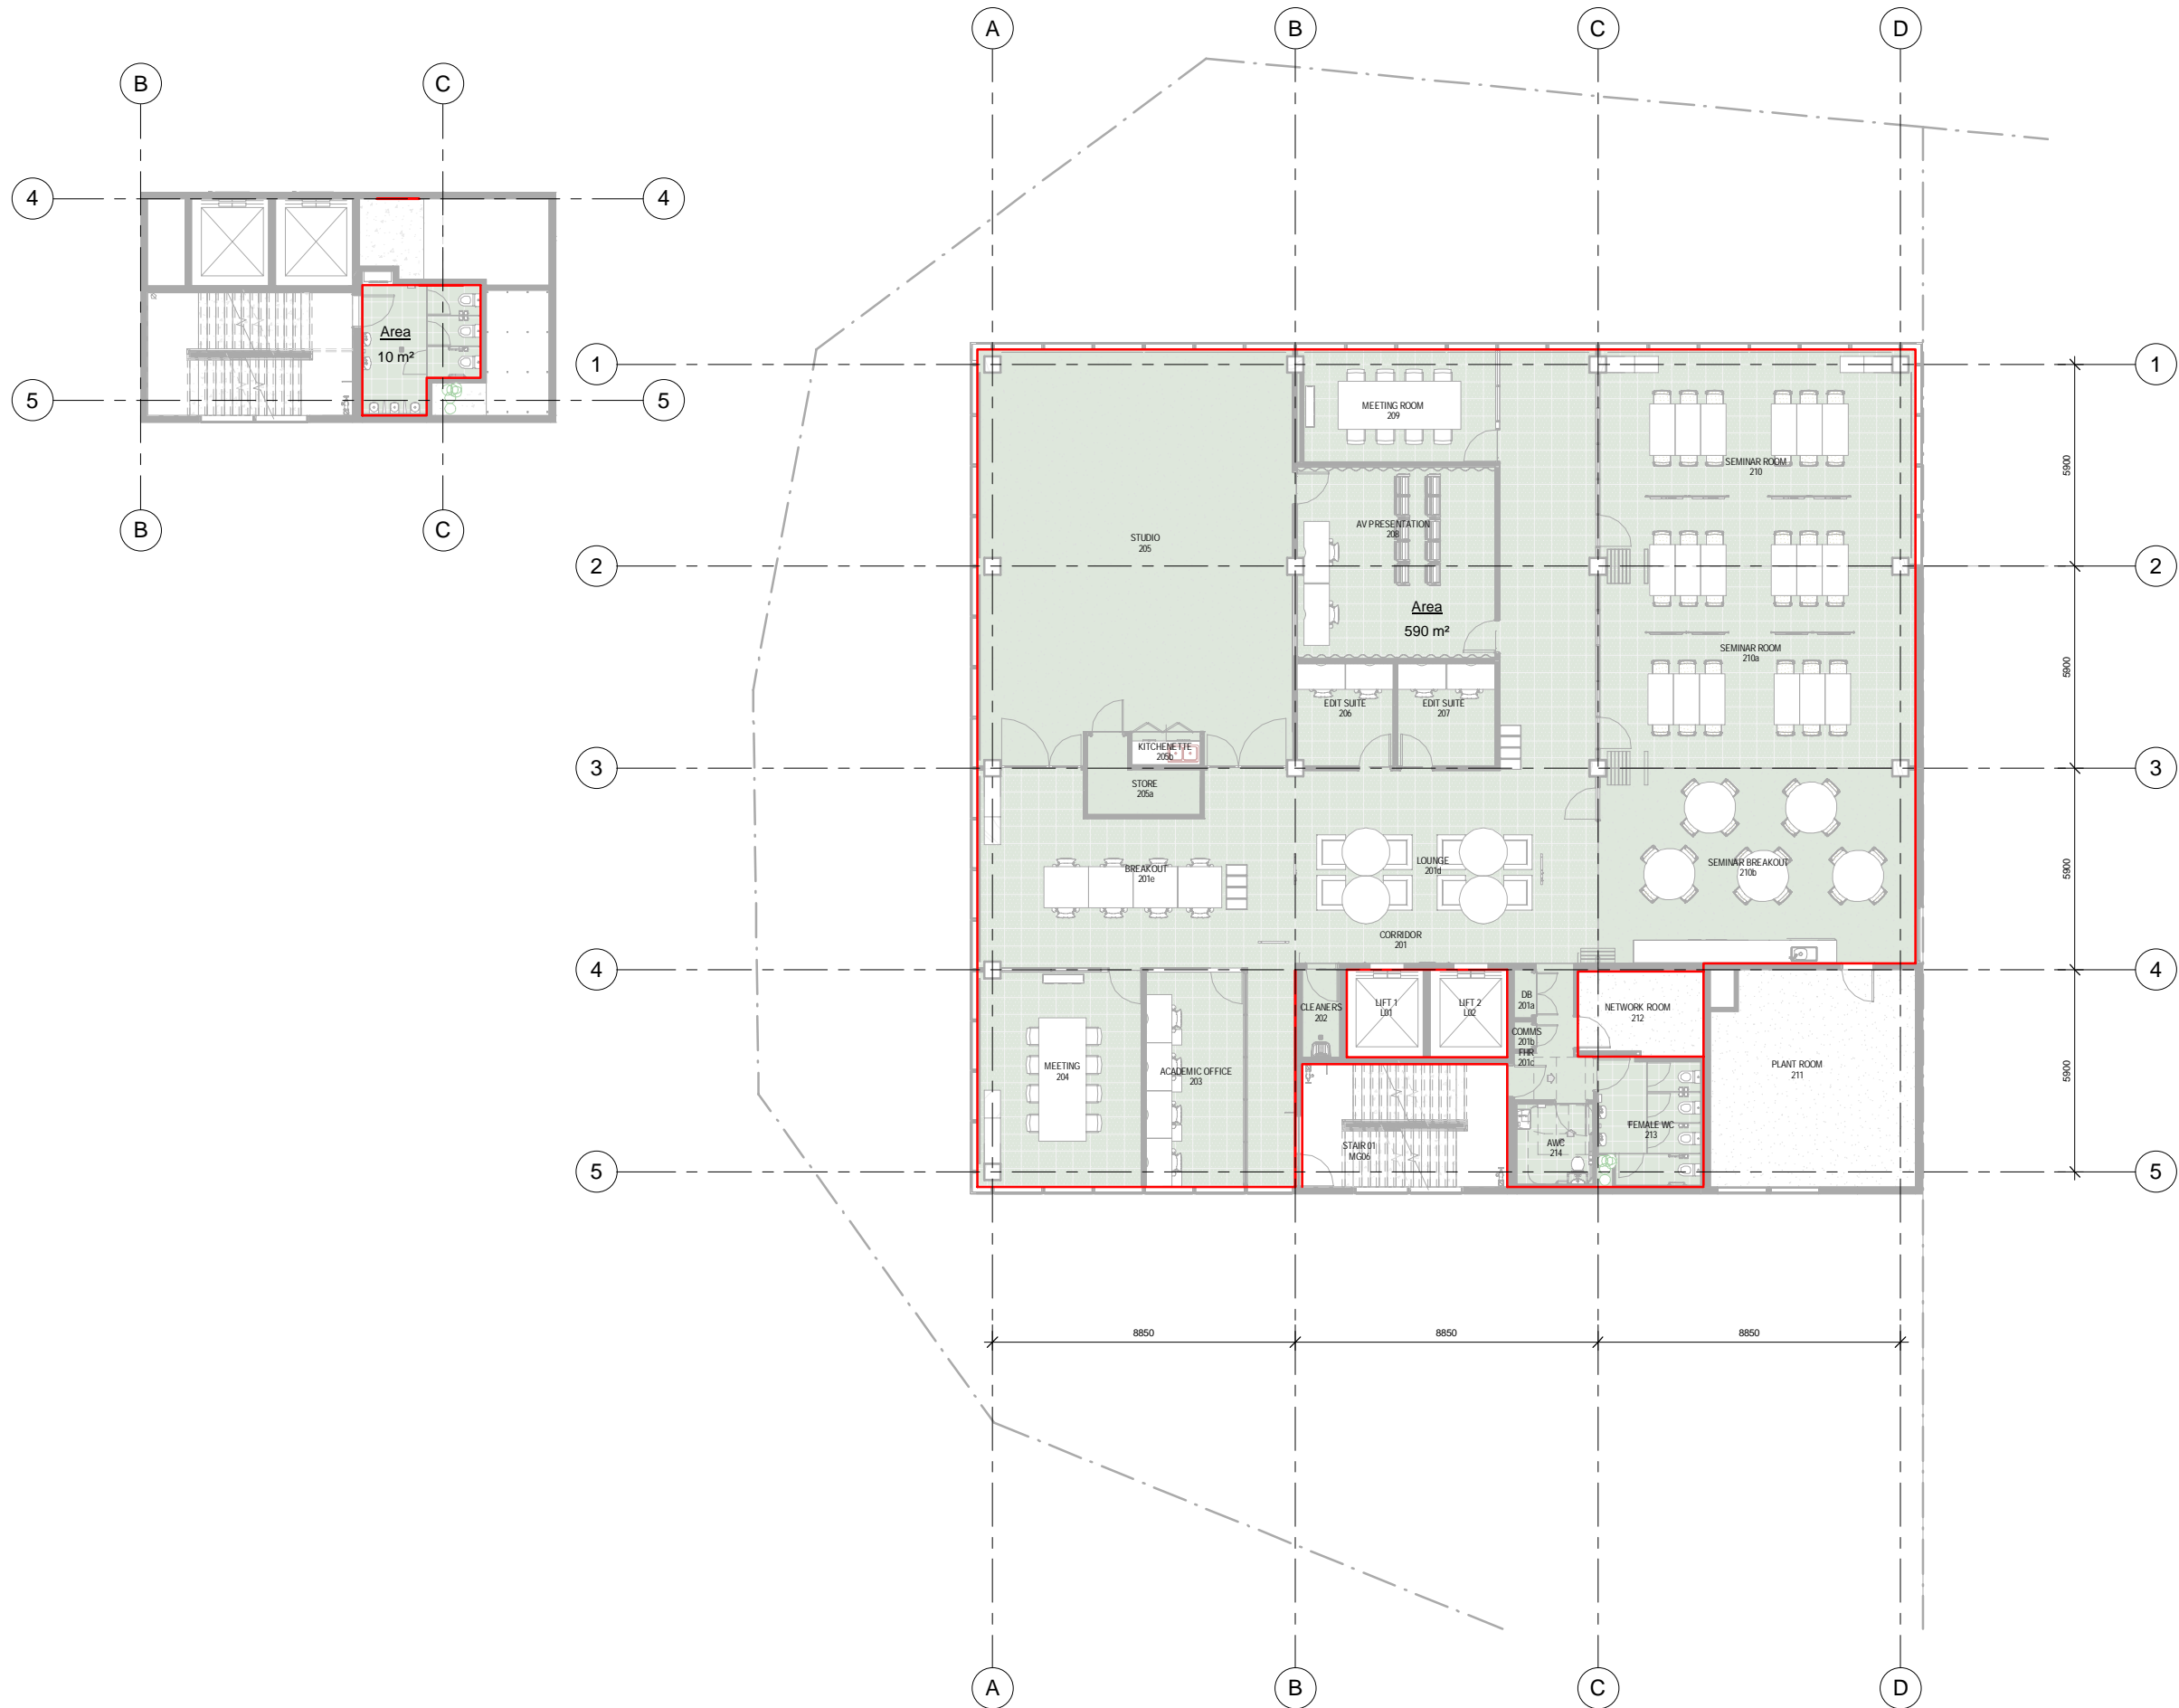 A
B
C
D
B
C
4
4
Area
10 m²
5
5
B
C
1
1
MEETING ROOM
209
SEMINAR ROOM
210
5900
AV PRESENTATION
208
STUDIO
205
2
2
Area
590 m²
SEMINAR ROOM
210a
5900
EDIT SUITE
206
EDIT SUITE
207
KITCHENETTE
205b
3
3
STORE
205a
BREAKOUT
201e
LOUNGE
201d
SEMINAR BREAKOUT
210b
5900
CORRIDOR
201
4
4
CLEANERS
202
LIFT 1
L01
LIFT 2
L02
DB
201a
NETWORK ROOM
212
COMMS
201b
FHR
201c
MEETING
204
ACADEMIC OFFICE
203
PLANT ROOM
211
5900
STAIR 01
MG06
AWC
214
FEMALE WC
213
5
5
8850
8850
8850
A
B
C
D